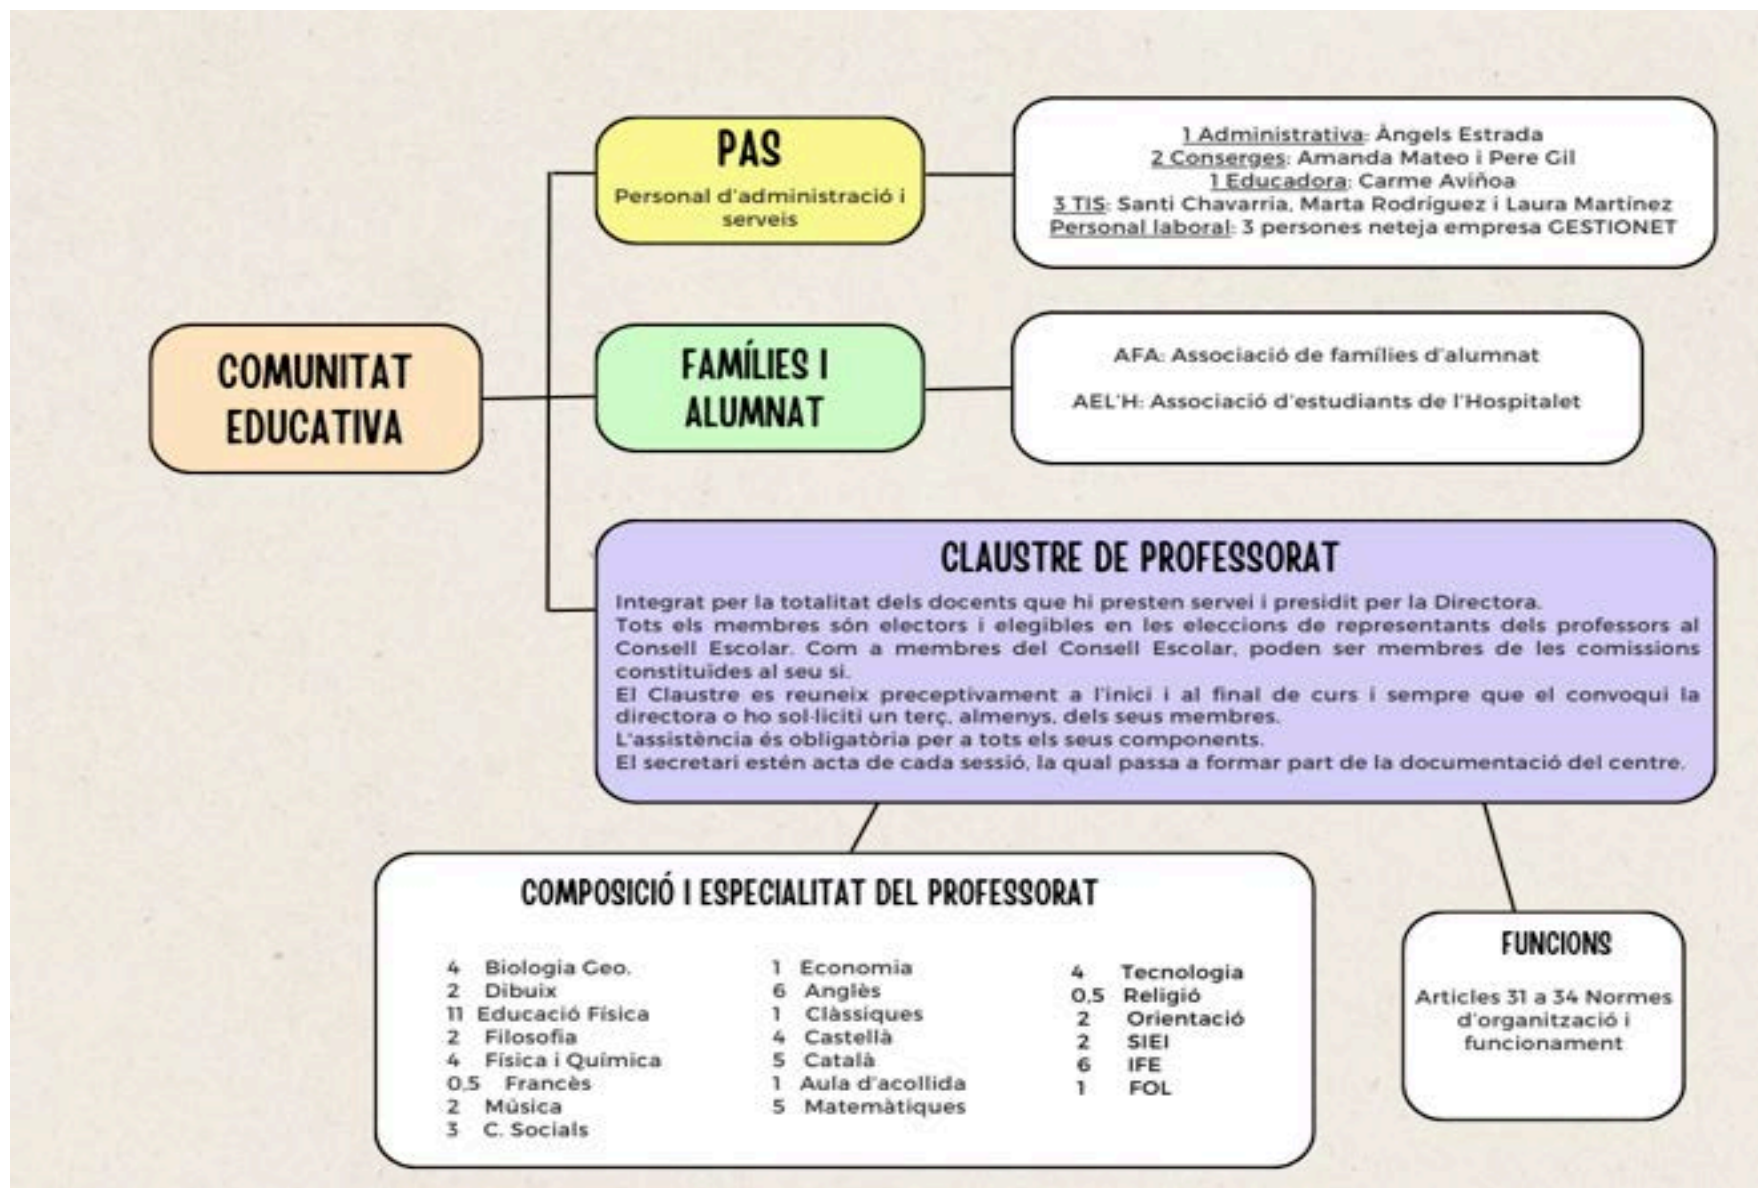 PAS
Personal d'administració i
serveis
1 Administrativa: Àngels Estrada
2 Conserges: Amanda Mateo i Pere Gil
1 Educadora: Carme Aviñoa
3 TIS: Santi Chavarria, Marta Rodríguez i Laura Martínez
Personal laboral: 3 persones neteja empresa GESTIONET
COMUNITAT
EDUCATIVA
FAMÍLIES I
ALUMNAT
AFA: Associació de famílies d'alumnat
AEL'H: Associació d'estudiants de l'Hospitalet
CLAUSTRE DE PROFESSORAT
Integrat per la totalitat dels docents que hi presten servei i presidit per la Directora.
Tots els membres són electors i elegibles en les eleccions de representants dels professors al
Consell Escolar. Com a membres del Consell Escolar, poden ser membres de les comissions
constituïdes al seu si.
El Claustre es reuneix preceptivament a l'inici i al final de curs i sempre que el convoqui la
directora o ho sol·liciti un terç, almenys, dels seus membres.
L'assistència és obligatòria per a tots els seus components.
El secretari estén acta de cada sessió, la qual passa a formar part de la documentació del centre.
COMPOSICIÓ I ESPECIALITAT DEL PROFESSORAT
4 Biologia Geo.
2 Dibuix
11 Educació Física
2 Filosofia
4 Física i Química
0,5 Francès
2 Música
3 C. Socials
1 Economia
6 Anglès
1 Clàssiques
4 Castellà
5 Català
1 Aula d'acollida
5 Matemàtiques
4 Tecnologia
0,5 Religió
2 Orientació
2 SIEI
6 IFE
1 FOL
FUNCIONS
Articles 31 a 34 Normes
d'organització i
funcionament